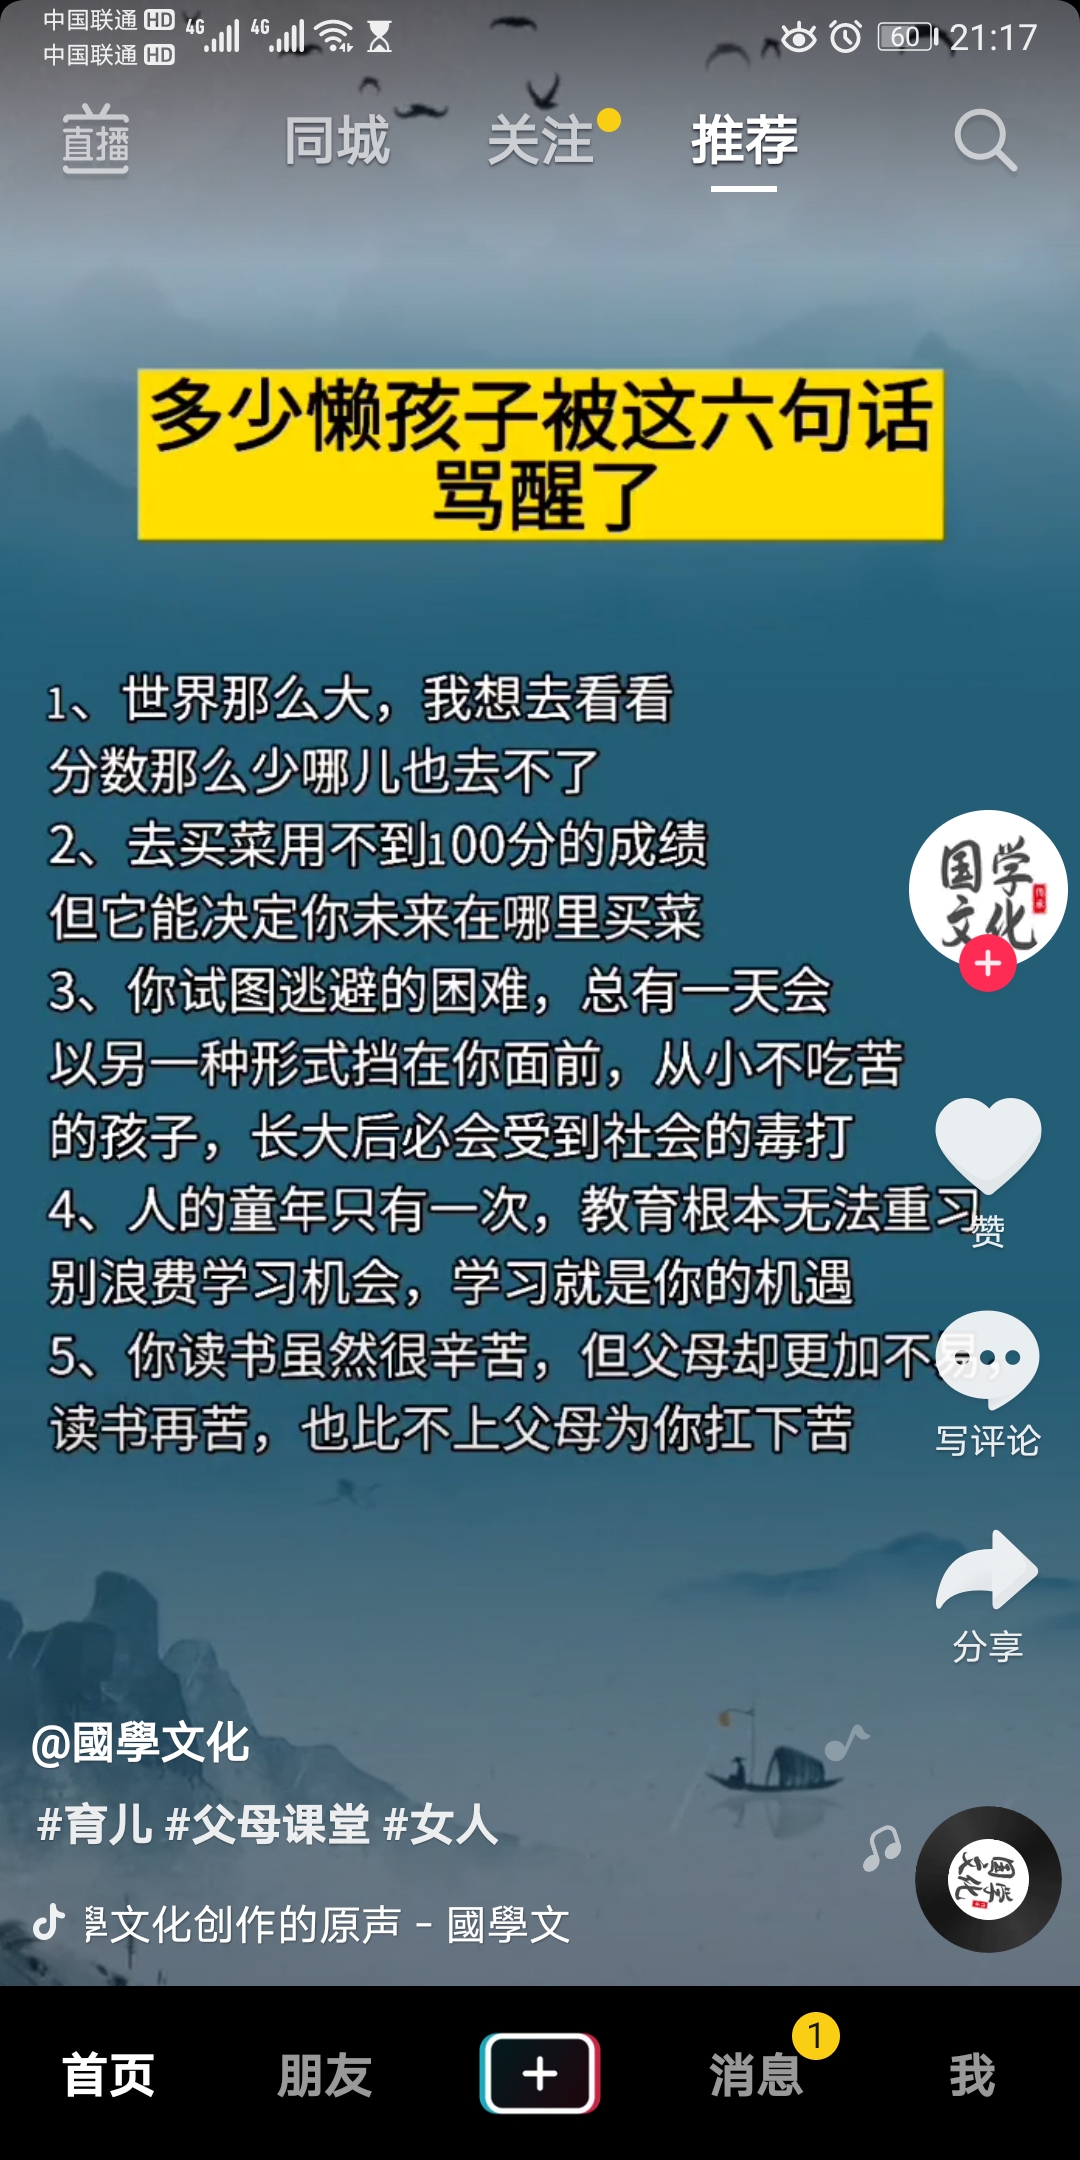 中国联通 HD 4G 4G 60 21:17
中国联通 HD
直播 同城 关注 推荐
多少懒孩子被这六句话
骂醒了
1、世界那么大，我想去看看
分数那么少哪儿也去不了
2、去买菜用不到100分的成绩
但它能决定你未来在哪里买菜
3、你试图逃避的困难，总有一天会
以另一种形式挡在你面前，从小不吃苦
的孩子，长大后必会受到社会的毒打
4、人的童年只有一次，教育根本无法重习
别浪费学习机会，学习就是你的机遇
5、你读书虽然很辛苦，但父母却更加不易，
读书再苦，也比不上父母为你扛下苦
国学
文化
传承
赞
写评论
分享
@國學文化
#育儿 #父母课堂 #女人
學文化创作的原声 - 國學文
国学
文化
首页 朋友 消息 1 我